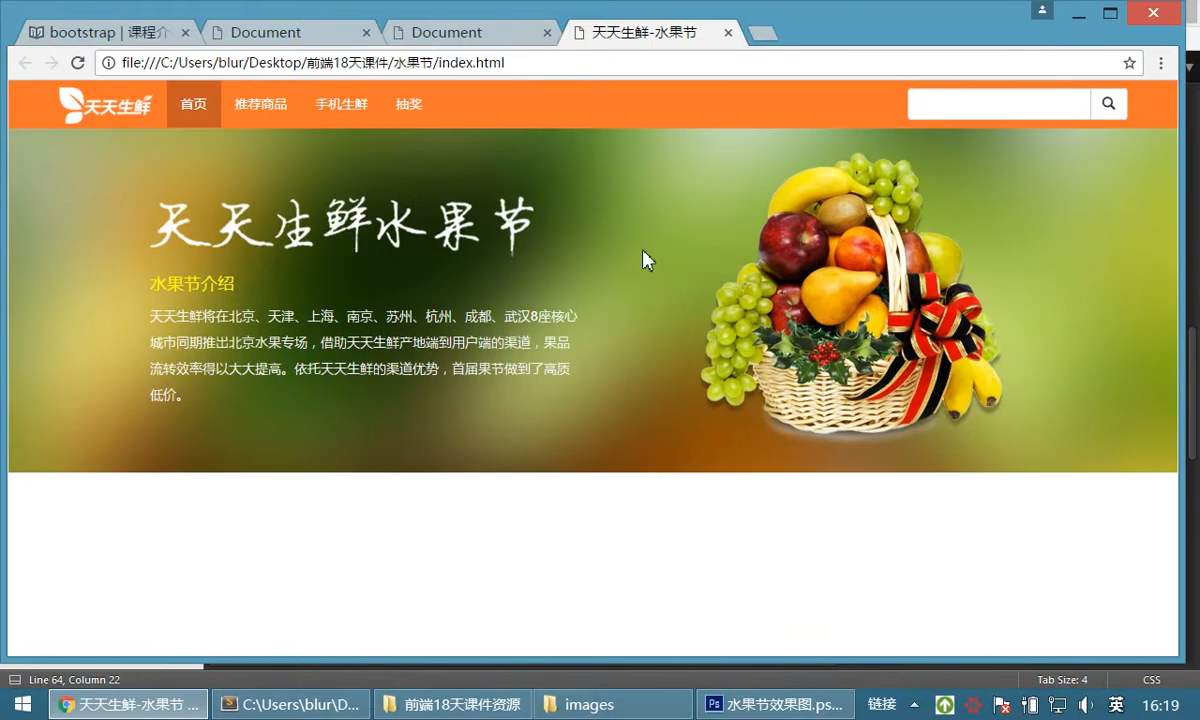 bootstrap | 课程介
Document
Document
天天生鲜-水果节
file:///C:/Users/blur/Desktop/前端18天课件/水果节/index.html
天天生鲜
首页
推荐商品
手机生鲜
抽奖
天天生鲜水果节
水果节介绍
天天生鲜将在北京、天津、上海、南京、苏州、杭州、成都、武汉8座核心
城市同期推出北京水果专场，借助天天生鲜产地端到用户端的渠道，果品
流转效率得以大大提高。依托天天生鲜的渠道优势，首届果节做到了高质
低价。
Line 64, Column 22
Tab Size: 4
CSS
天天生鲜-水果节 ...
C:\Users\blur\D...
前端18天课件资源
images
Ps
水果节效果图.ps...
链接
英
16:19